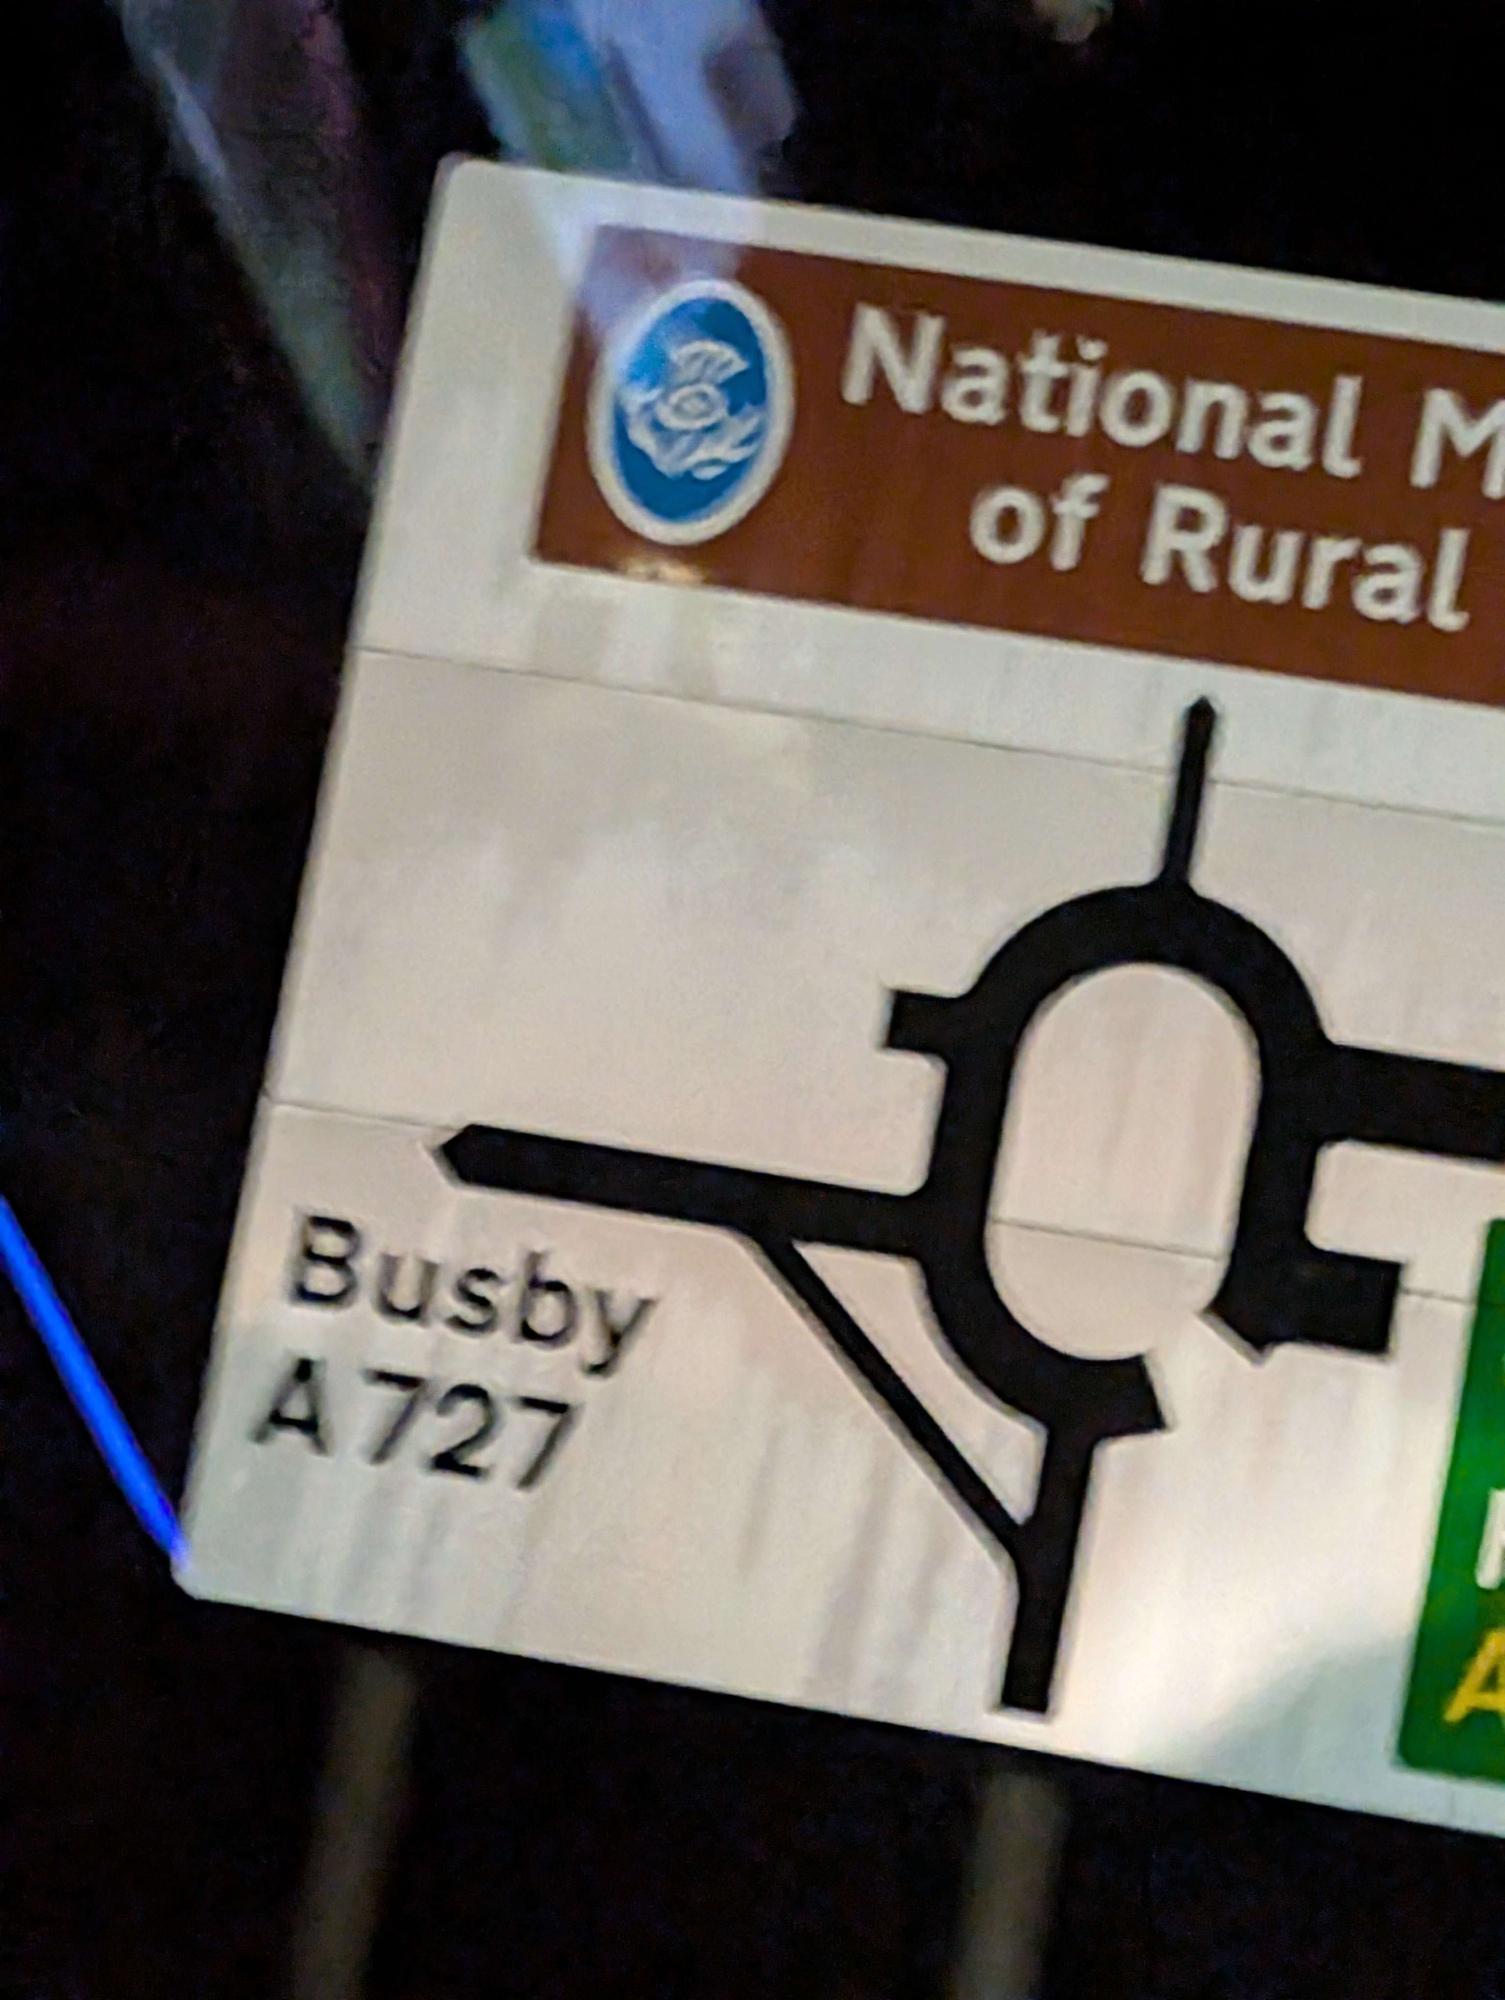 National M
of Rural
Busby
A727
A